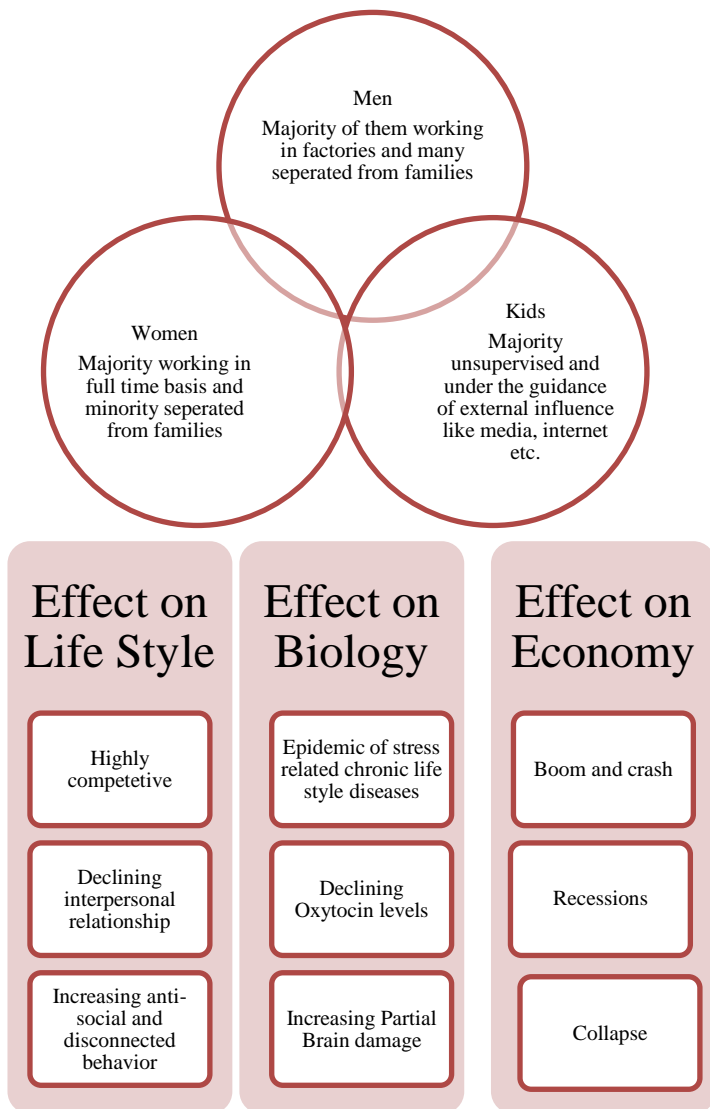 Men
Majority of them working
in factories and many
seperated from families
Women
Majority working in
full time basis and
minority seperated
from families
Kids
Majority
unsupervised and
under the guidance
of external influence
like media, internet
etc.
Effect on
Life Style
Highly
competetive
Declining
interpersonal
relationship
Increasing anti-
social and
disconnected
behavior
Effect on
Biology
Epidemic of stress
related chronic life
style diseases
Declining
Oxytocin levels
Increasing Partial
Brain damage
Effect on
Economy
Boom and crash
Recessions
Collapse